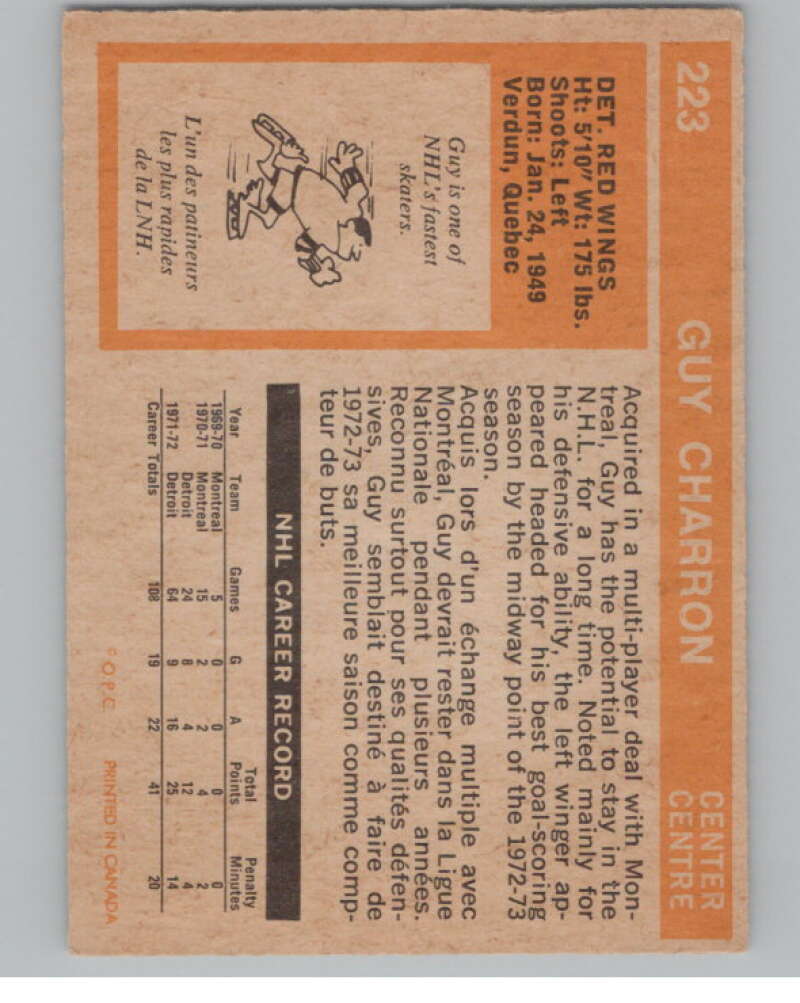 223
GUY CHARRON
CENTER
CENTRE
DET. RED WINGS
Ht: 5'10" Wt: 175 lbs.
Shoots: Left
Born: Jan. 24, 1949
Verdun, Quebec
Guy is one of
NHL's fastest
skaters.
L'un des patineurs
les plus rapides
de la LNH.
Acquired in a multi-player deal with Mon-
treal, Guy has the potential to stay in the
N.H.L. for a long time. Noted mainly for
his defensive ability, the left winger ap-
peared headed for his best goal-scoring
season by the midway point of the 1972-73
season.
Acquis lors d'un échange multiple avec
Montréal, Guy devrait rester dans la Ligue
Nationale pendant plusieurs années.
Reconnu surtout pour ses qualités défen-
sives, Guy semblait destiné à faire de
1972-73 sa meilleure saison comme comp-
teur de buts.
NHL CAREER RECORD
Year Team Games G A Total Points Penalty Minutes
1969-70 Montreal 5 0 0 0 0
1970-71 Montreal 15 2 2 4 2
Detroit 24 8 4 12 4
1971-72 Detroit 64 9 16 25 14
Career Totals 108 19 22 41 20
© O.P.C. PRINTED IN CANADA